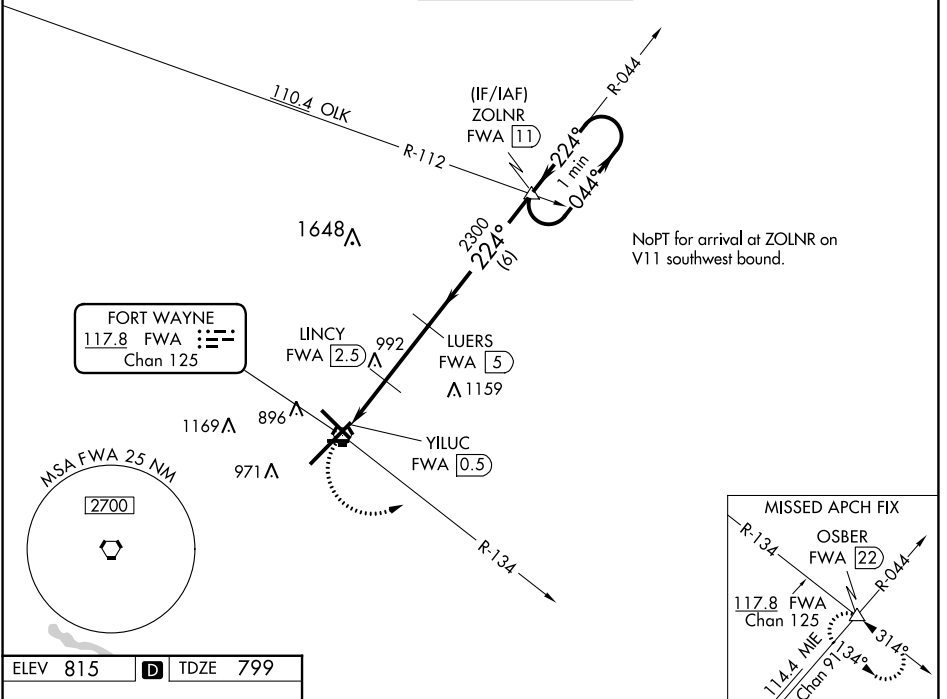 R-044
(IF/IAF)
ZOLNR
FWA 11
110.4 OLK
R-112
224°
1 min
044°
1648
2300
224°
(6)
NoPT for arrival at ZOLNR on
V11 southwest bound.
FORT WAYNE
117.8 FWA
Chan 125
LINCY
FWA 2.5
992
LUERS
FWA 5
1159
1169
896
971
YILUC
FWA 0.5
MSA FWA 25 NM
2700
R-134
MISSED APCH FIX
R-134
OSBER
FWA 22
R-044
117.8 FWA
Chan 125
314°
134°
114.4 MIE
Chan 91
ELEV 815 D TDZE 799